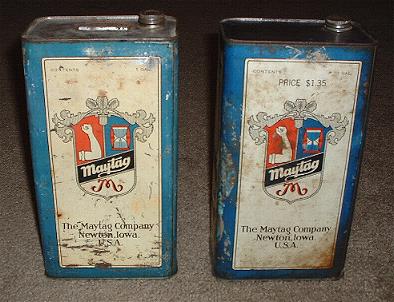 CONTENTS 1 GAL.
Maytag
M
The Maytag Company
Newton, Iowa
U.S.A.
CONTENTS GAL.
PRICE $1.35
Maytag
M
The Maytag Company
Newton, Iowa
U.S.A.